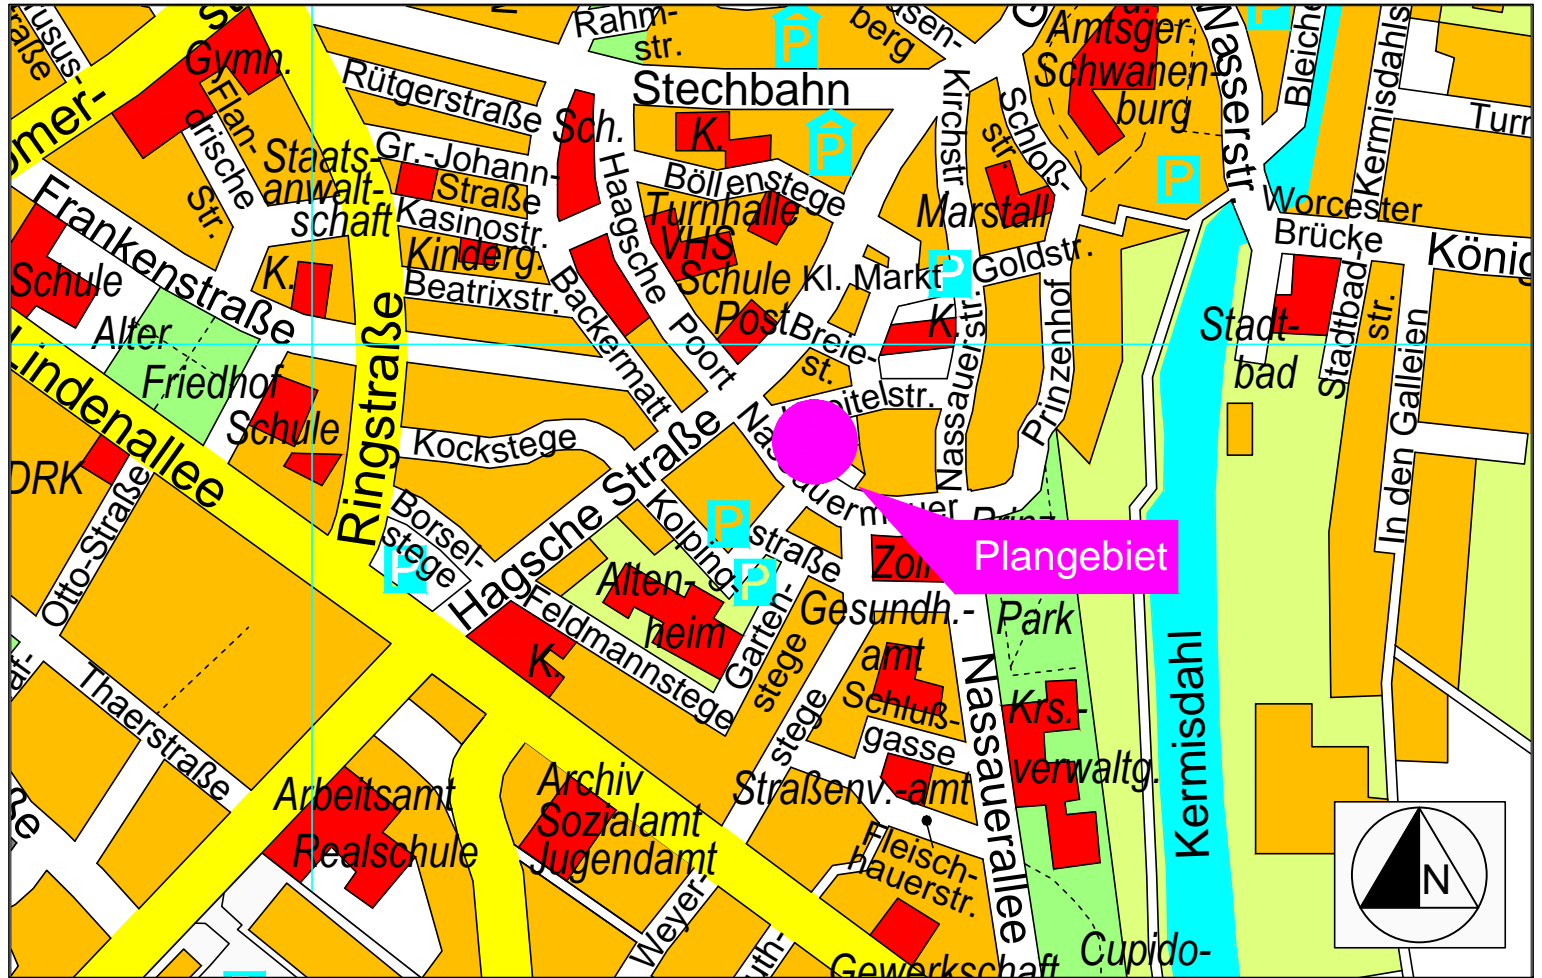 Rahm-
str.
berg
Amtsger.
Schwanen-
burg
Wasserstr.
Bleiche
Kermisdahls
Gymn.
Flan-
drische
Str.
Rütgerstraße
Stechbahn
Sch.
K.
Kirchstr.
Schloß-
str.
P
P
P
Staats-
anwalt-
schaft
Gr.-Johann-
Straße
Kasinostr.
Kinderg.
Beatrixstr.
Haagsche
Poort
Böllenstege
Turnhalle
VHS
Schule
Post
Marstall
Kl. Markt
P
Goldstr.
Worcester
Brücke
Frankenstraße
Schule
K.
Alter
Friedhof
Schule
Lindenallee
Ringstraße
Backermatt
Breie-
st.
K.
Nassauerstr.
Prinzenhof
Stadt-
bad
Stadtbad-
str.
In den Galleien
DRK
Otto-Straße
Kockstege
Hagsche Straße
Borsel-
stege
P
Kolping-
straße
P
P
Zoll
Plangebiet
Alten-
heim
Feldmannstege
K.
Garten-
stege
stege
Gesundh.-
amt
Schluß-
gasse
Park
Nassauerallee
Krs.-
verwaltg.
Kermisdahl
Thaerstraße
Arbeitsamt
Realschule
Archiv
Sozialamt
Jugendamt
Straßenv.-amt
Fleisch-
hauerstr.
Weyer-
Gewerkschaft
Cupido-
N